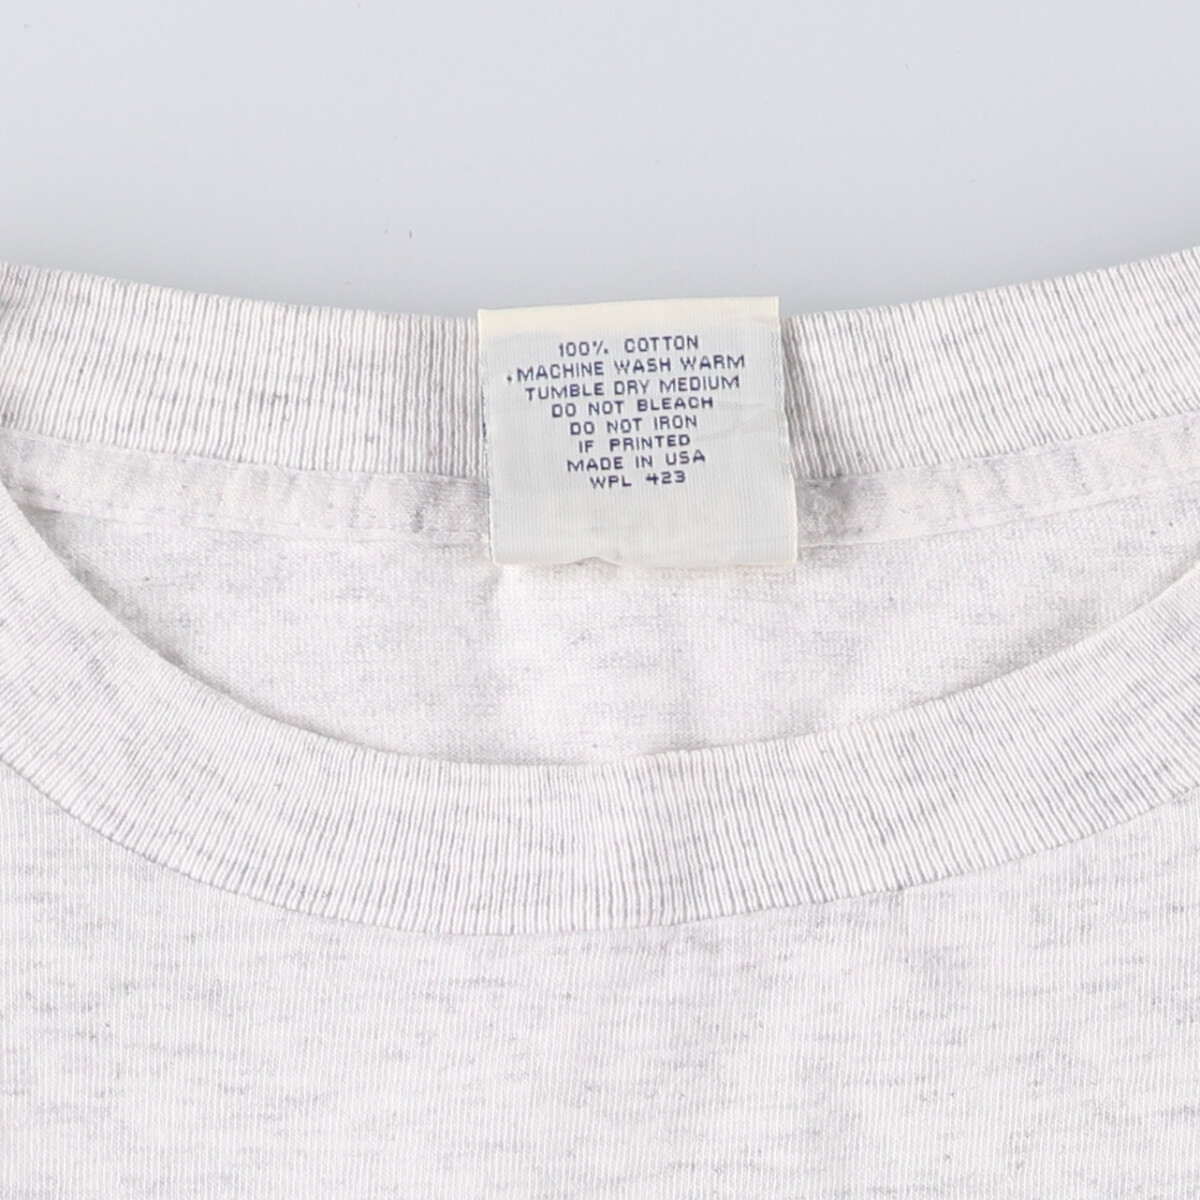 100% COTTON
MACHINE WASH WARM
TUMBLE DRY MEDIUM
DO NOT BLEACH
DO NOT IRON
IF PRINTED
MADE IN USA
WPL 423